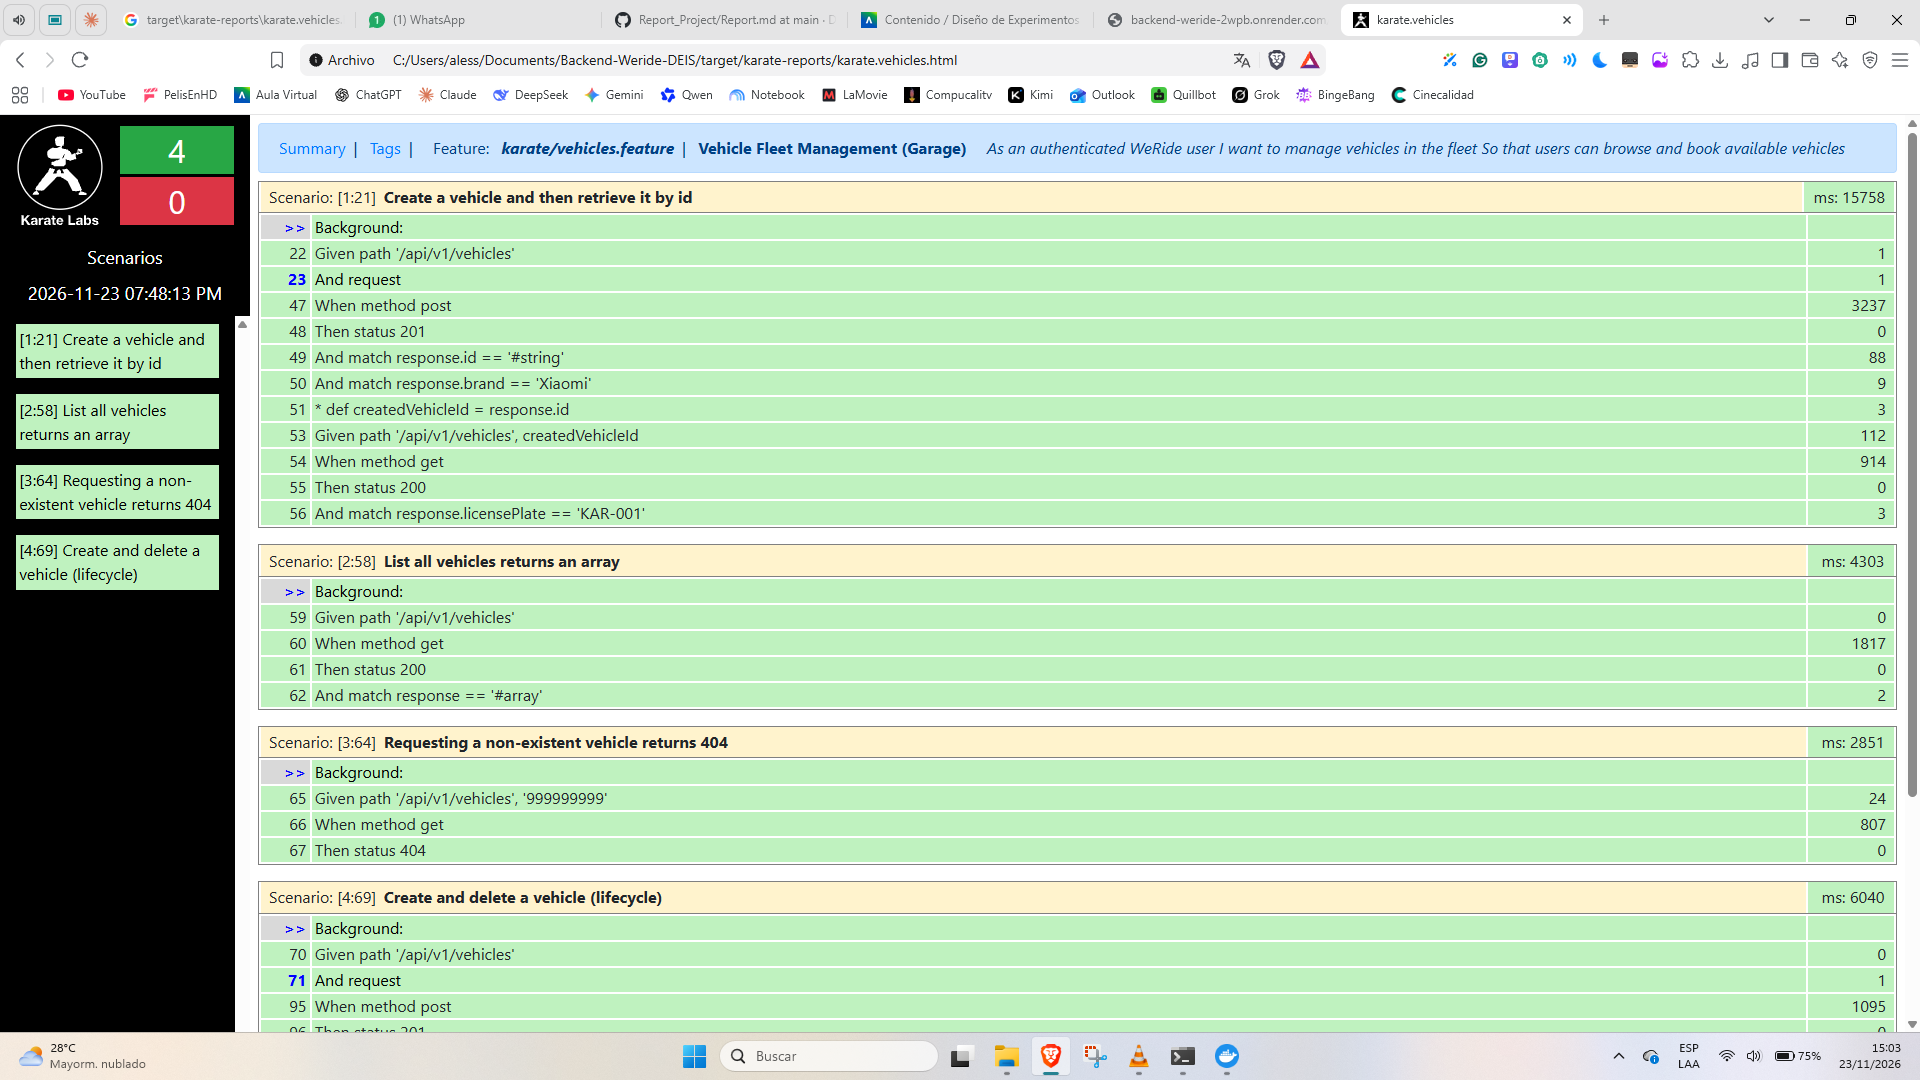 target\karate-reports\karate.vehicles.
(1) WhatsApp
Report_Project/Report.md at main · D
Contenido / Diseño de Experimentos
backend-weride-2wpb.onrender.com
karate.vehicles
Archivo C:/Users/aless/Documents/Backend-Weride-DEIS/target/karate-reports/karate.vehicles.html
YouTube PelisEnHD Aula Virtual ChatGPT Claude DeepSeek Gemini Qwen Notebook LaMovie Compucalitv Kimi Outlook Quillbot Grok BingeBang Cinecalidad
Karate Labs
4
0
Scenarios
2026-11-23 07:48:13 PM
[1:21] Create a vehicle and
then retrieve it by id
[2:58] List all vehicles
returns an array
[3:64] Requesting a non-
existent vehicle returns 404
[4:69] Create and delete a
vehicle (lifecycle)
Summary | Tags | Feature: karate/vehicles.feature | Vehicle Fleet Management (Garage) As an authenticated WeRide user I want to manage vehicles in the fleet So that users can browse and book available vehicles
Scenario: [1:21] Create a vehicle and then retrieve it by id ms: 15758
>> Background:
22 Given path '/api/v1/vehicles' 1
23 And request 1
47 When method post 3237
48 Then status 201 0
49 And match response.id == '#string' 88
50 And match response.brand == 'Xiaomi' 9
51 * def createdVehicleId = response.id 3
53 Given path '/api/v1/vehicles', createdVehicleId 112
54 When method get 914
55 Then status 200 0
56 And match response.licensePlate == 'KAR-001' 3
Scenario: [2:58] List all vehicles returns an array ms: 4303
>> Background:
59 Given path '/api/v1/vehicles' 0
60 When method get 1817
61 Then status 200 0
62 And match response == '#array' 2
Scenario: [3:64] Requesting a non-existent vehicle returns 404 ms: 2851
>> Background:
65 Given path '/api/v1/vehicles', '999999999' 24
66 When method get 807
67 Then status 404 0
Scenario: [4:69] Create and delete a vehicle (lifecycle) ms: 6040
>> Background:
70 Given path '/api/v1/vehicles' 0
71 And request 1
95 When method post 1095
96 Then status 201 0
28°C
Mayorm. nublado
Buscar
ESP
LAA
75%
15:03
23/11/2026